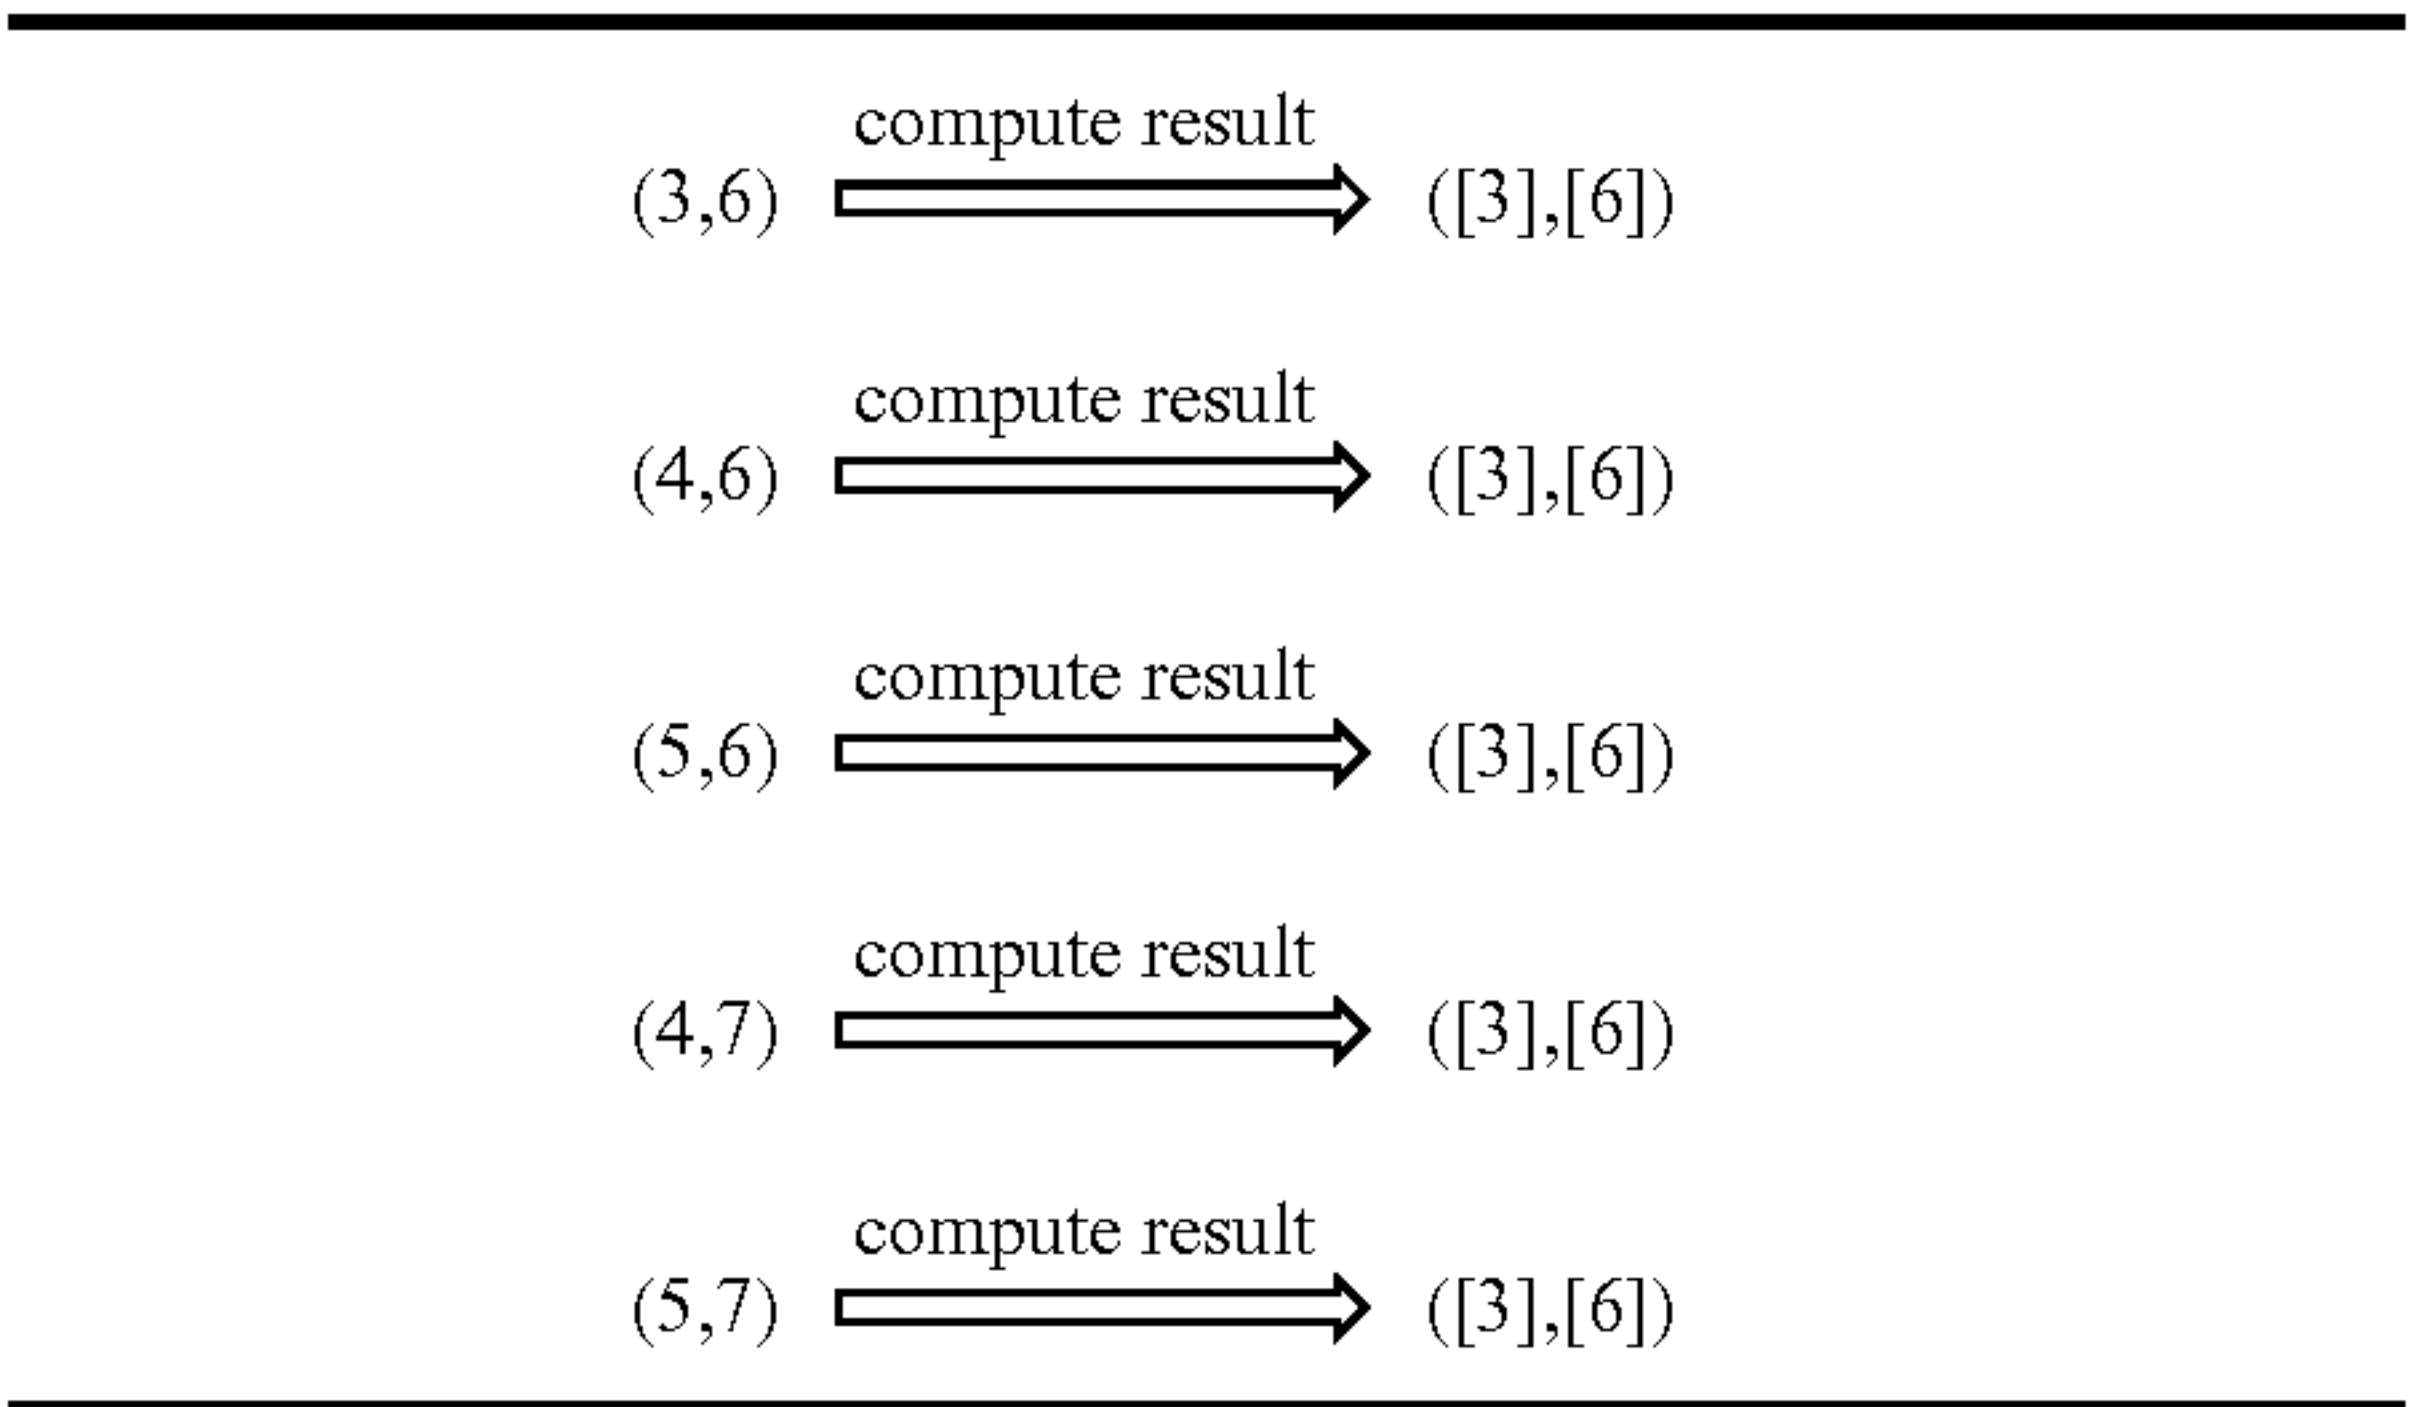 compute result
(3,6) ([3],[6])
compute result
(4,6) ([3],[6])
compute result
(5,6) ([3],[6])
compute result
(4,7) ([3],[6])
compute result
(5,7) ([3],[6])